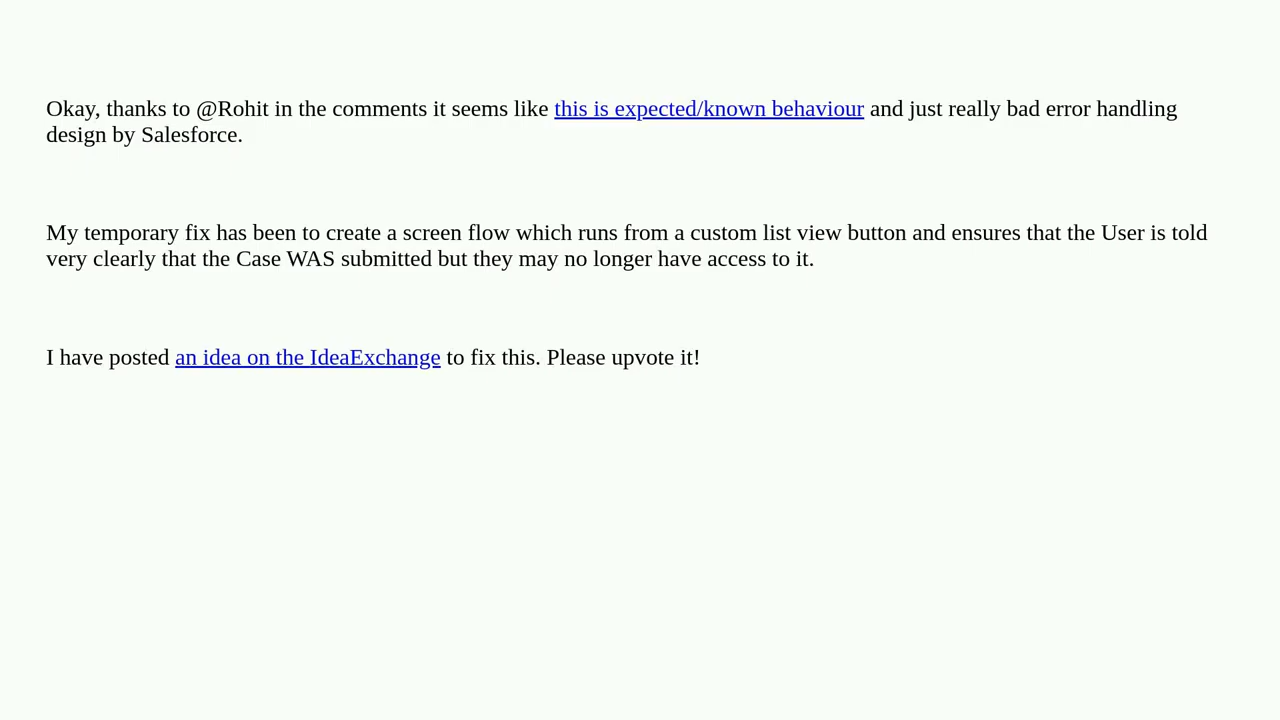 Okay, thanks to @Rohit in the comments it seems like this is expected/known behaviour and just really bad error handling
design by Salesforce.
My temporary fix has been to create a screen flow which runs from a custom list view button and ensures that the User is told
very clearly that the Case WAS submitted but they may no longer have access to it.
I have posted an idea on the IdeaExchange to fix this. Please upvote it!